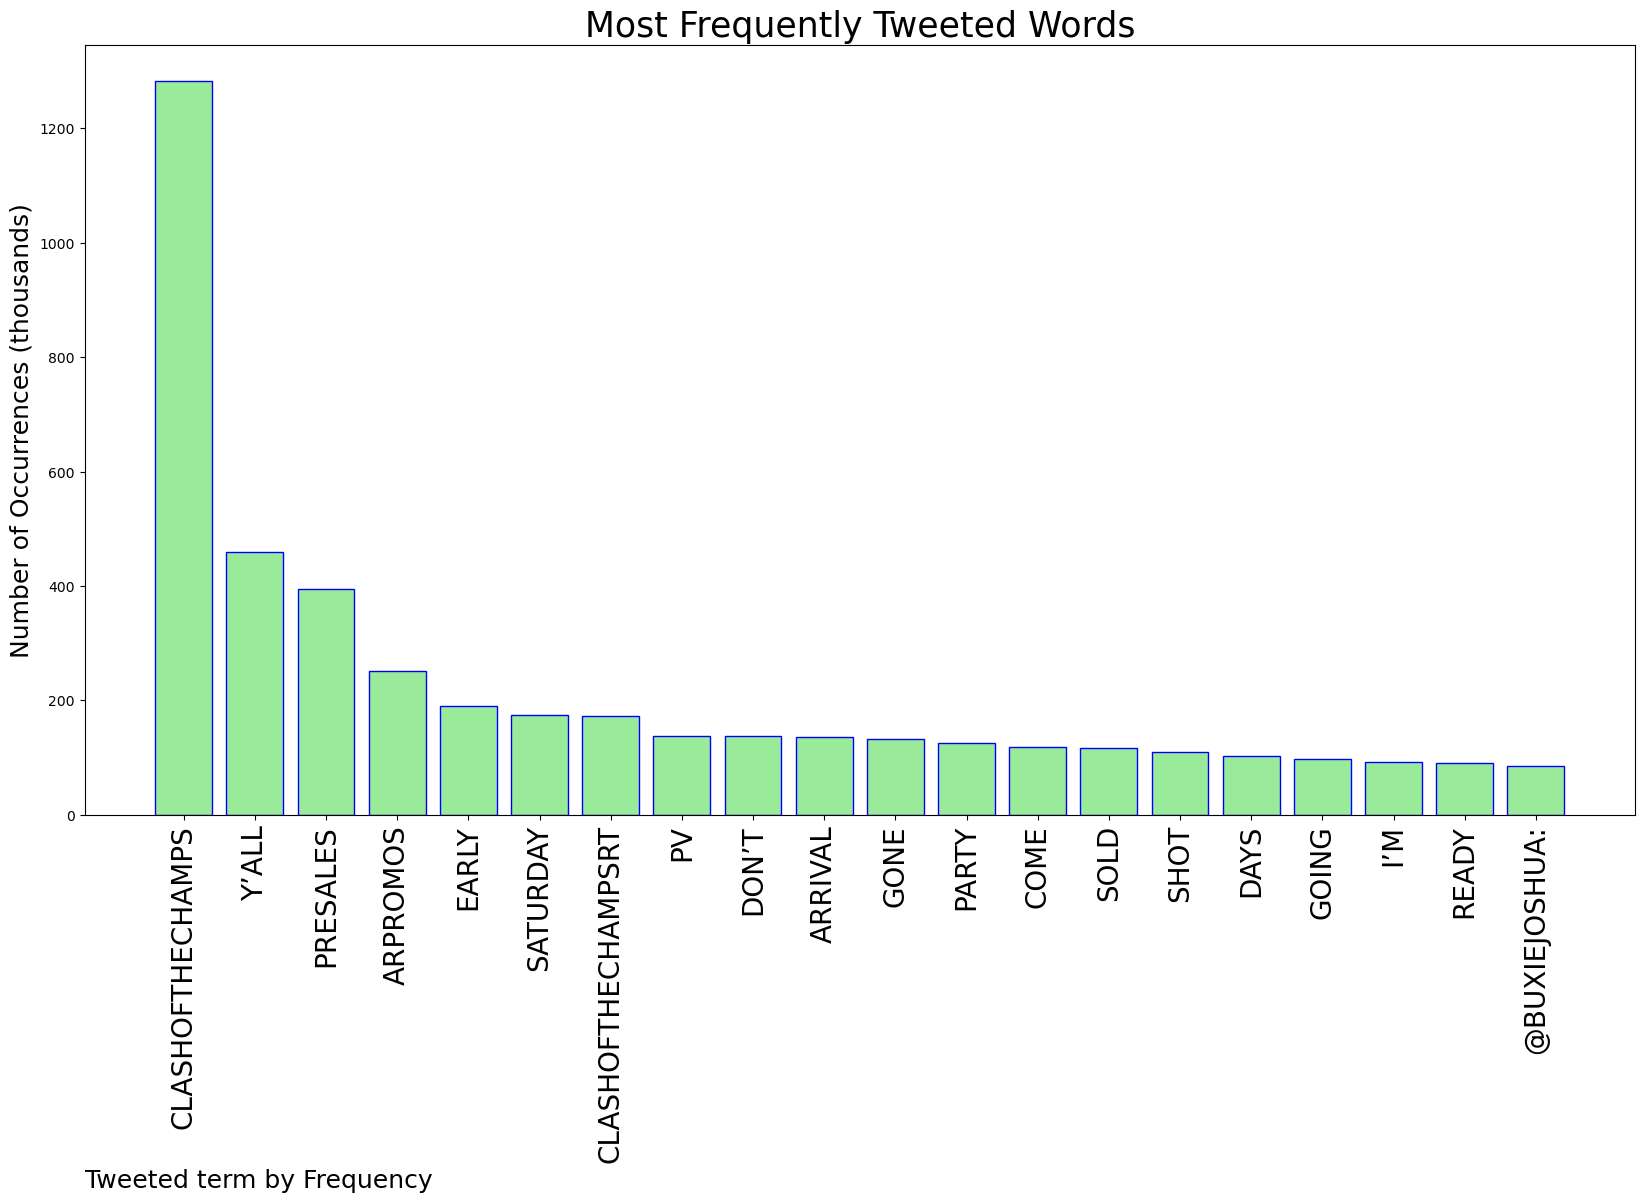 Most Frequently Tweeted Words
Number of Occurrences (thousands)
1200
1000
800
600
400
200
0
CLASHOFTHECHAMPS
Y’ALL
PRESALES
ARPROMOS
EARLY
SATURDAY
CLASHOFTHECHAMPSRT
PV
DON’T
ARRIVAL
GONE
PARTY
COME
SOLD
SHOT
DAYS
GOING
I’M
READY
@BUXIEJOSHUA:
Tweeted term by Frequency